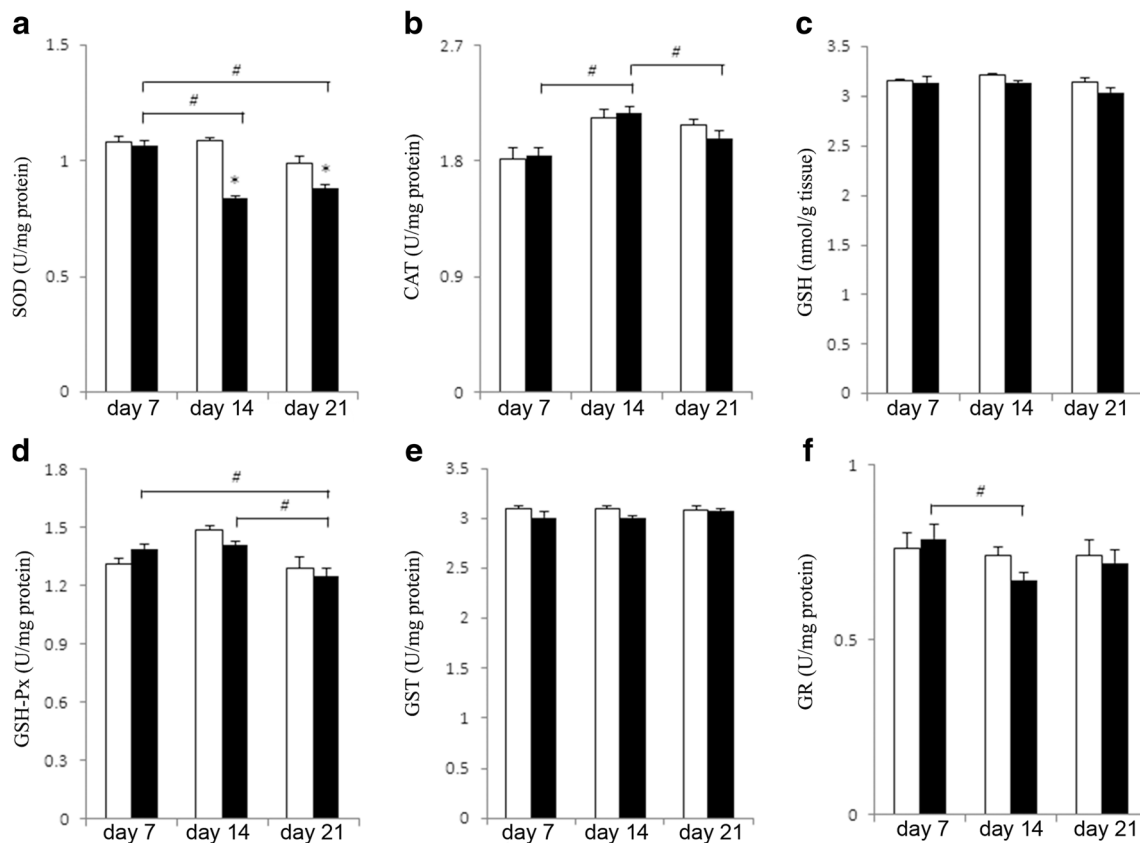 a
SOD (U/mg protein)
1.5
1
0.5
0
#
#
*
*
day 7 day 14 day 21
b
CAT (U/mg protein)
2.7
1.8
0.9
0
#
#
day 7 day 14 day 21
c
GSH (nmol/g tissue)
3.5
3
2.5
2
1.5
1
0.5
0
day 7 day 14 day 21
d
GSH-Px (U/mg protein)
1.8
1.5
1.2
0.9
0.6
0.3
0
#
#
day 7 day 14 day 21
e
GST (U/mg protein)
3.5
3
2.5
2
1.5
1
0.5
0
day 7 day 14 day 21
f
GR (U/mg protein)
1
0.5
0
#
day 7 day 14 day 21